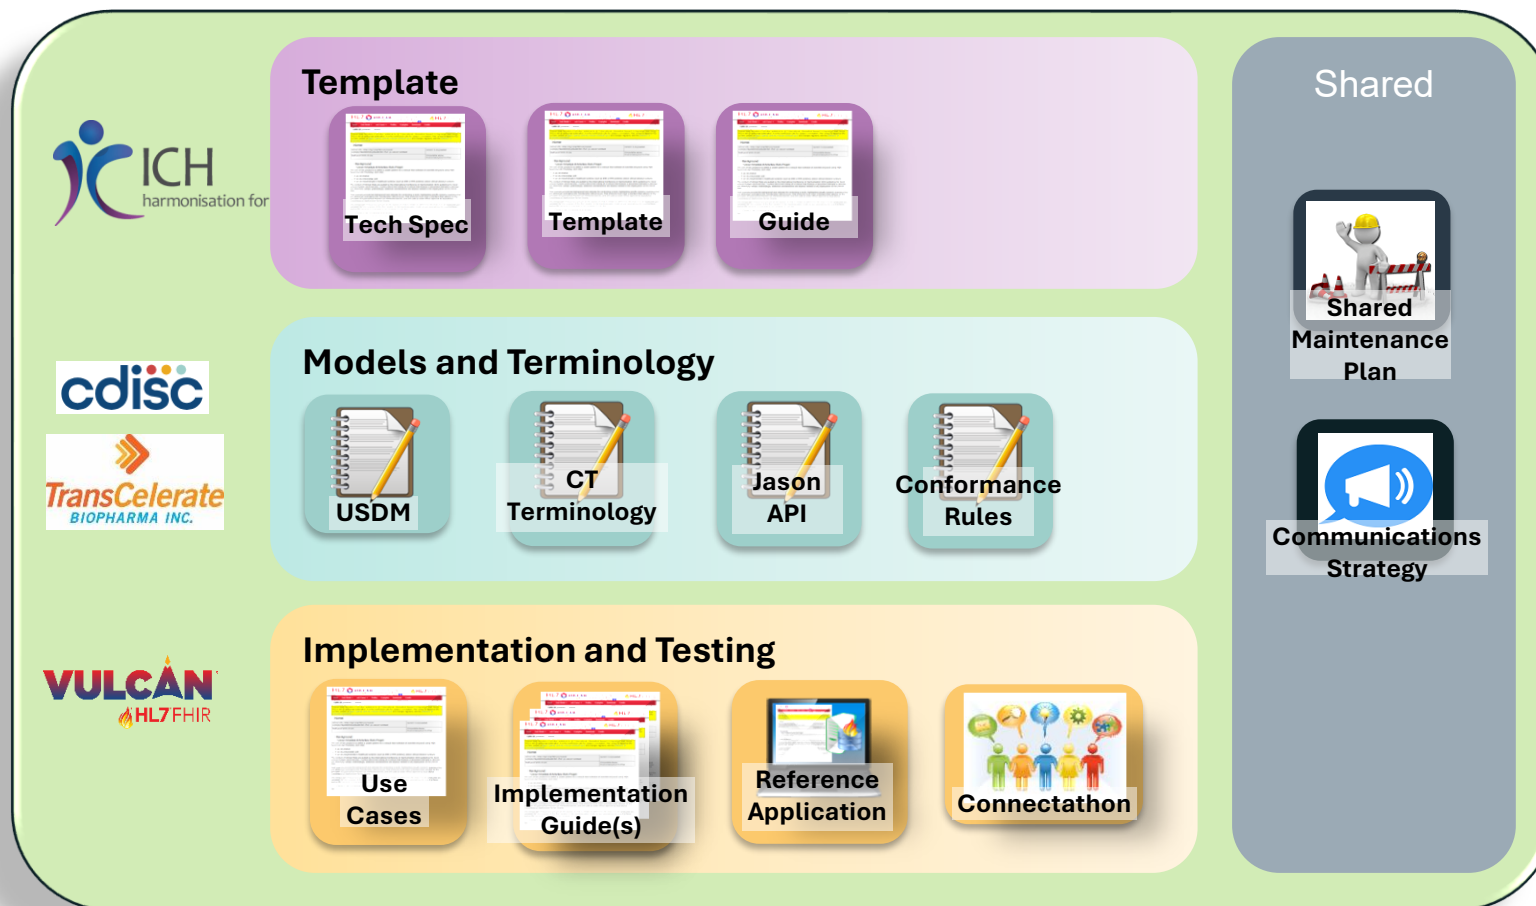 Template
Shared
ICH
harmonisation for
Tech Spec
Template
Guide
Shared
Maintenance
Plan
cdisc
Models and Terminology
TransCelerate
BIOPHARMA INC.
USDM
CT
Terminology
Jason
API
Conformance
Rules
Communications
Strategy
Implementation and Testing
VULCAN
HL7 FHIR
Use
Cases
Implementation
Guide(s)
Reference
Application
Connectathon